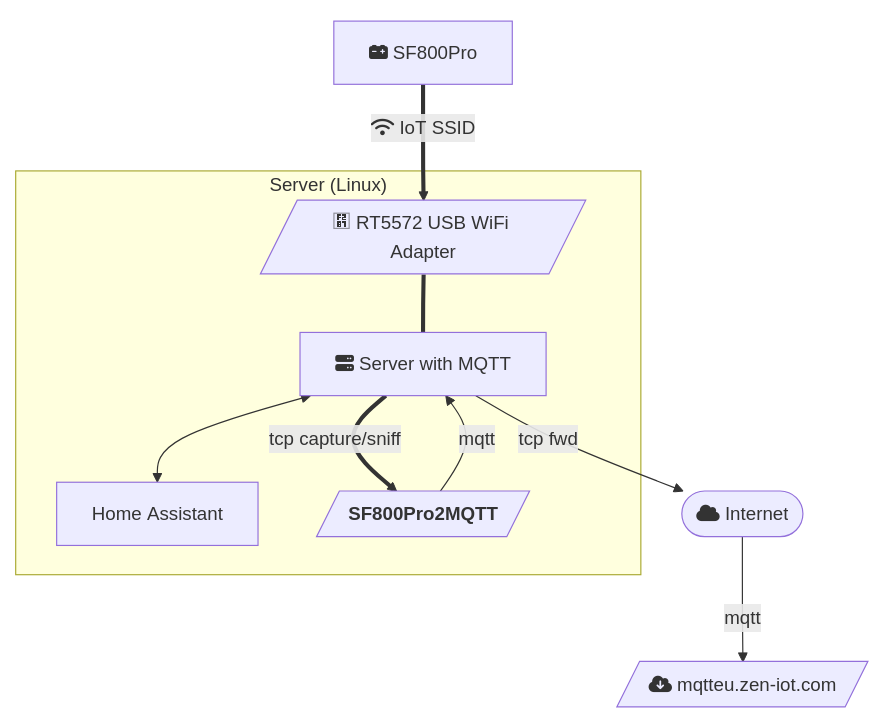 SF800Pro
IoT SSID
Server (Linux)
RT5572 USB WiFi
Adapter
Server with MQTT
tcp capture/sniff
mqtt
tcp fwd
Home Assistant
SF800Pro2MQTT
Internet
mqtt
mqtteu.zen-iot.com